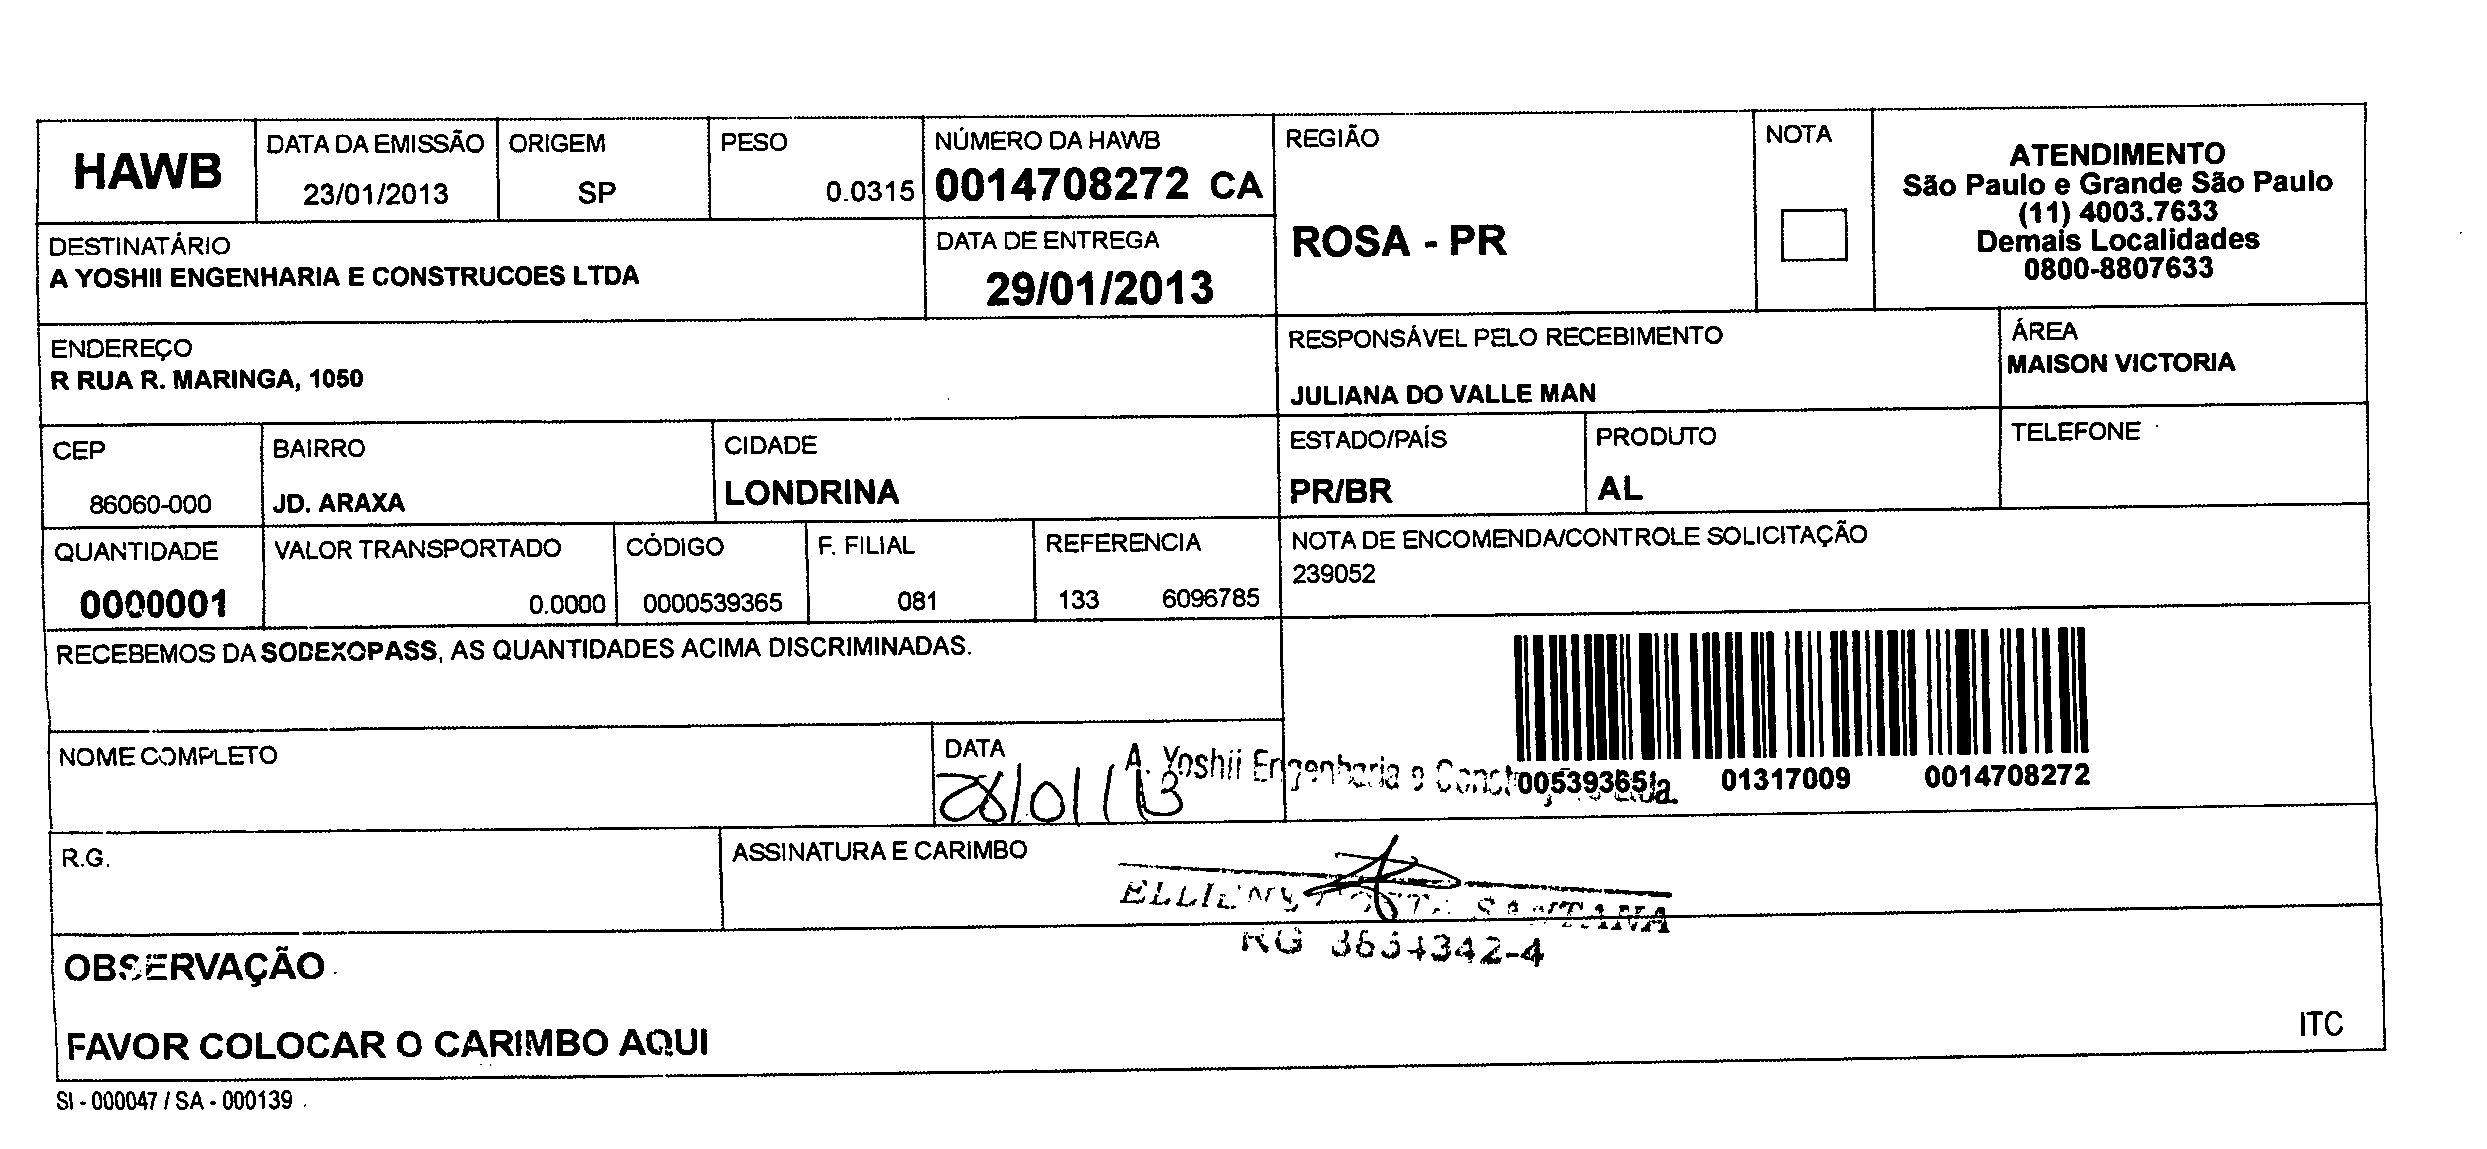 HAWB
DATA DA EMISSÃO
23/01/2013
ORIGEM
SP
PESO
0.0315
NÚMERO DA HAWB
0014708272 CA
REGIÃO
ROSA - PR
NOTA
ATENDIMENTO
São Paulo e Grande São Paulo
(11) 4003.7633
Demais Localidades
0800-8807633
DESTINATÁRIO
A YOSHII ENGENHARIA E CONSTRUCOES LTDA
DATA DE ENTREGA
29/01/2013
ENDEREÇO
R RUA R. MARINGA, 1050
RESPONSÁVEL PELO RECEBIMENTO
JULIANA DO VALLE MAN
ÁREA
MAISON VICTORIA
CEP
86060-000
BAIRRO
JD. ARAXA
CIDADE
LONDRINA
ESTADO/PAÍS
PR/BR
PRODUTO
AL
TELEFONE
QUANTIDADE
0000001
VALOR TRANSPORTADO
0.0000
CÓDIGO
0000539365
F. FILIAL
081
REFERENCIA
133 6096785
NOTA DE ENCOMENDA/CONTROLE SOLICITAÇÃO
239052
RECEBEMOS DA SODEXOPASS, AS QUANTIDADES ACIMA DISCRIMINADAS.
00539365 01317009 0014708272
NOME COMPLETO
DATA
28/01/13
A. Yoshii Engenharia e
R.G.
ASSINATURA E CARIMBO
SANTANA
RG
OBSERVAÇÃO
FAVOR COLOCAR O CARIMBO AQUI
ITC
SI - 000047 / SA - 000139